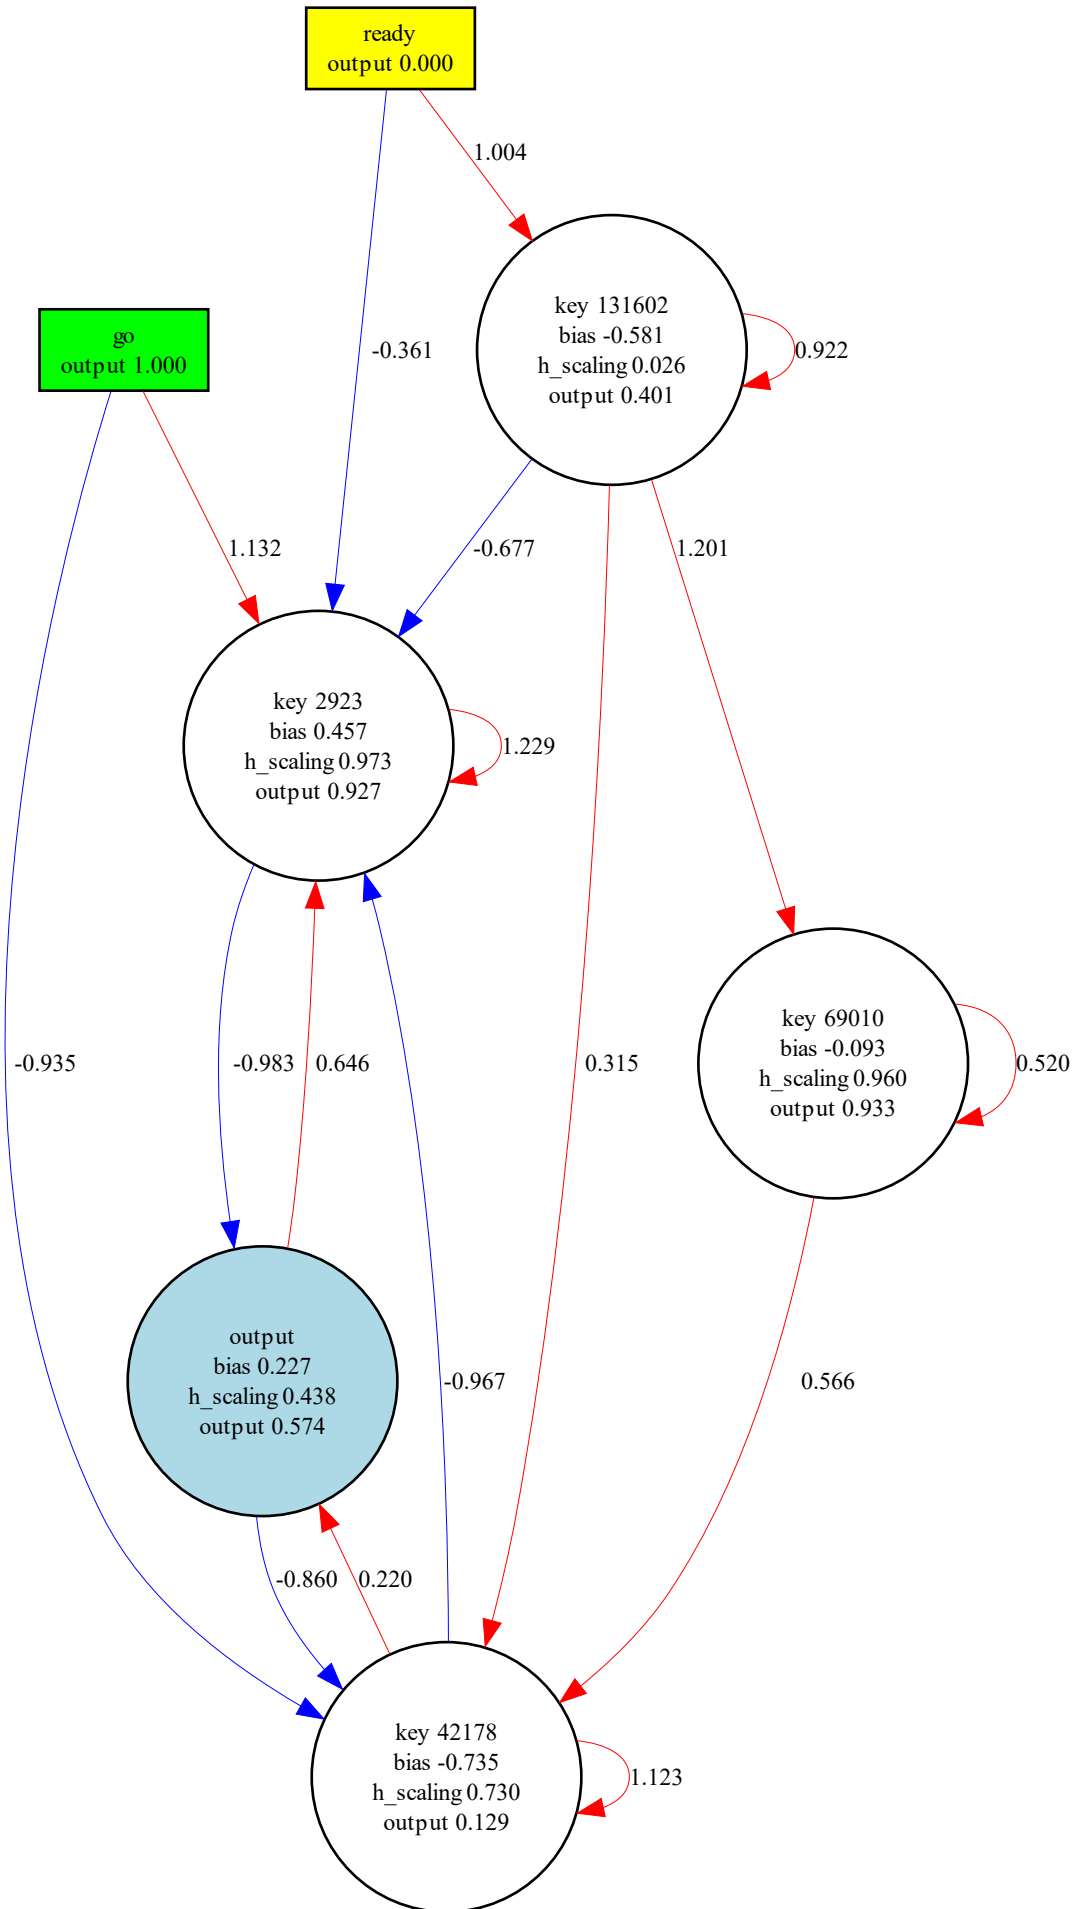 ready
output 0.000
1.004
key 131602
bias -0.581
h_scaling 0.026
output 0.401
0.922
go
output 1.000
-0.361
1.132
-0.677
1.201
key 2923
bias 0.457
h_scaling 0.973
output 0.927
1.229
key 69010
bias -0.093
h_scaling 0.960
output 0.933
0.520
-0.935
-0.983
0.646
0.315
output
bias 0.227
h_scaling 0.438
output 0.574
-0.967
0.566
-0.860
0.220
key 42178
bias -0.735
h_scaling 0.730
output 0.129
1.123